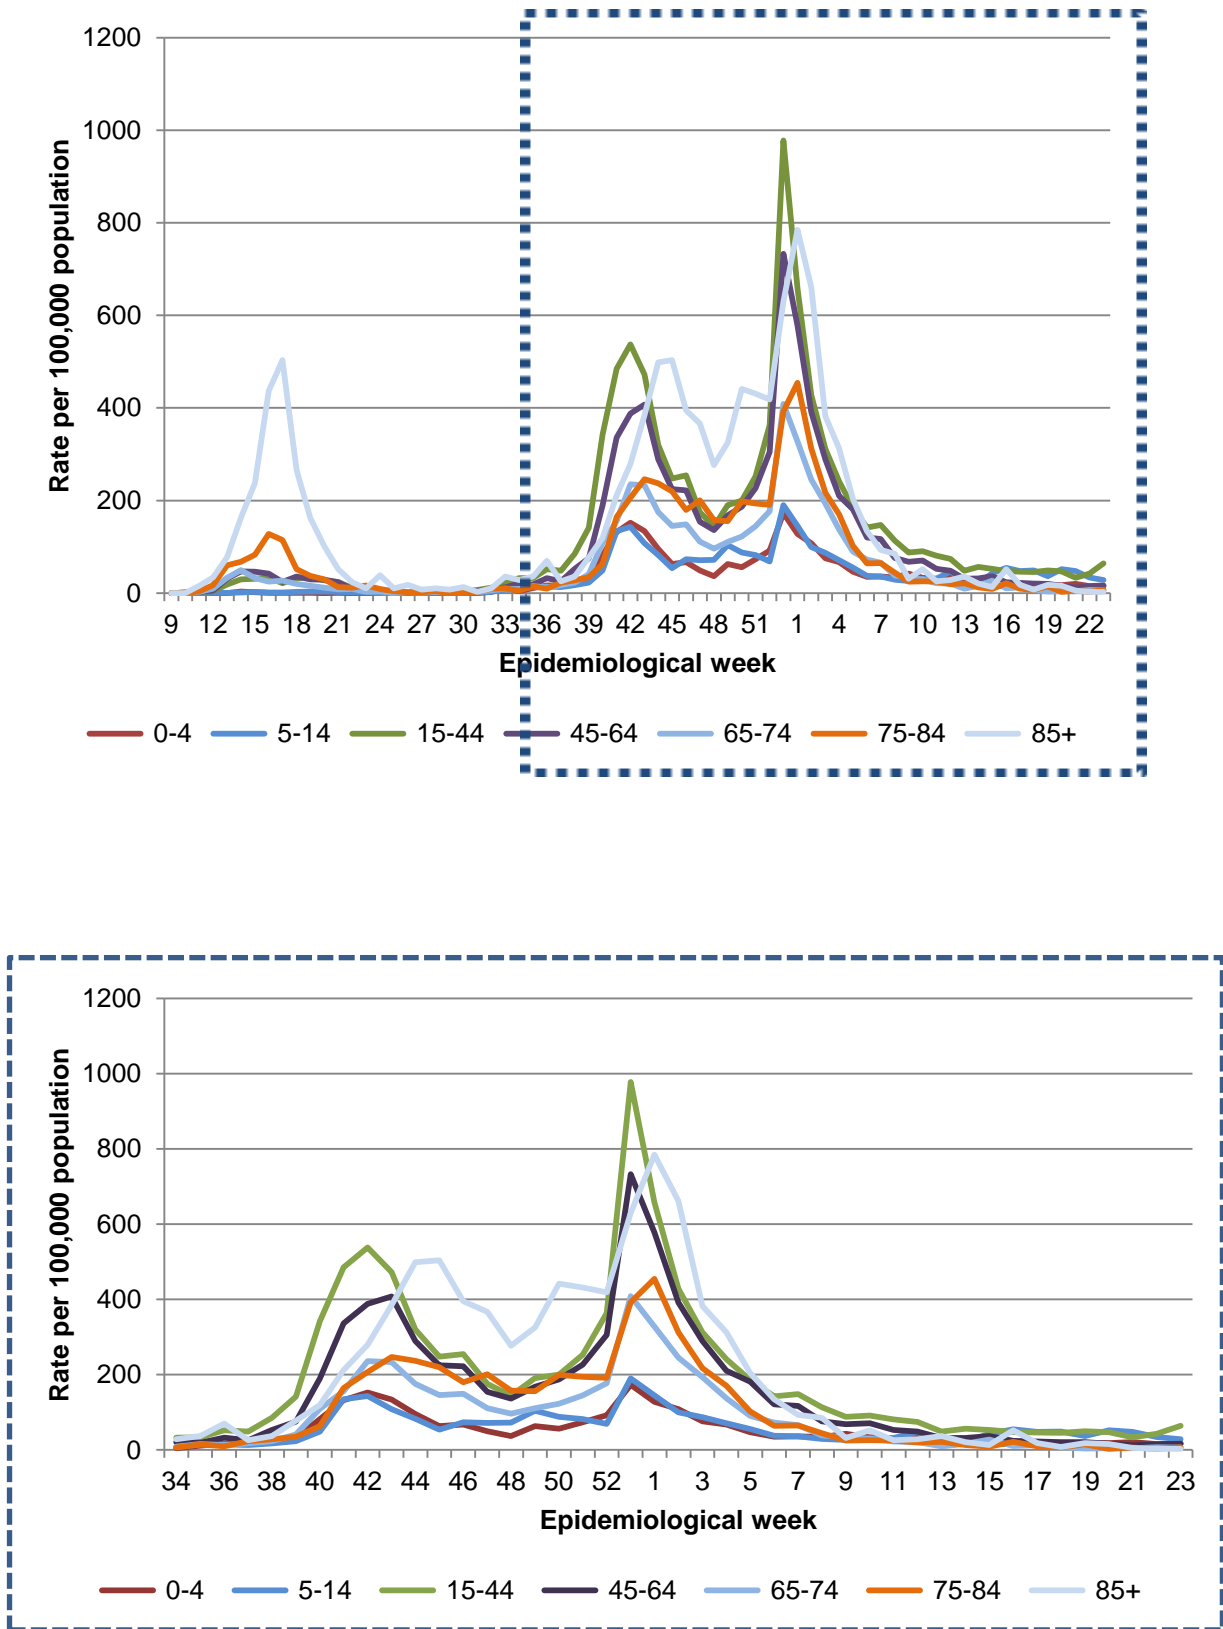 1200
1000
800
600
400
200
0
Rate per 100,000 population
9 12 15 18 21 24 27 30 33 36 39 42 45 48 51 1 4 7 10 13 16 19 22
Epidemiological week
0-4 5-14 15-44 45-64 65-74 75-84 85+
1200
1000
800
600
400
200
0
Rate per 100,000 population
34 36 38 40 42 44 46 48 50 52 1 3 5 7 9 11 13 15 17 19 21 23
Epidemiological week
0-4 5-14 15-44 45-64 65-74 75-84 85+